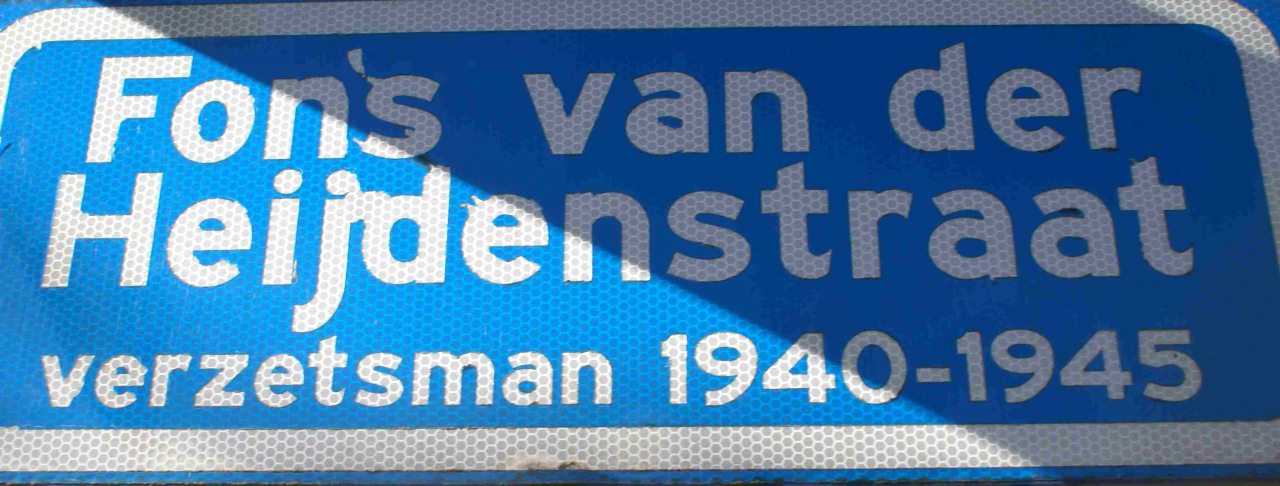 Fons van der
Heijdenstraat
verzetsman 1940-1945